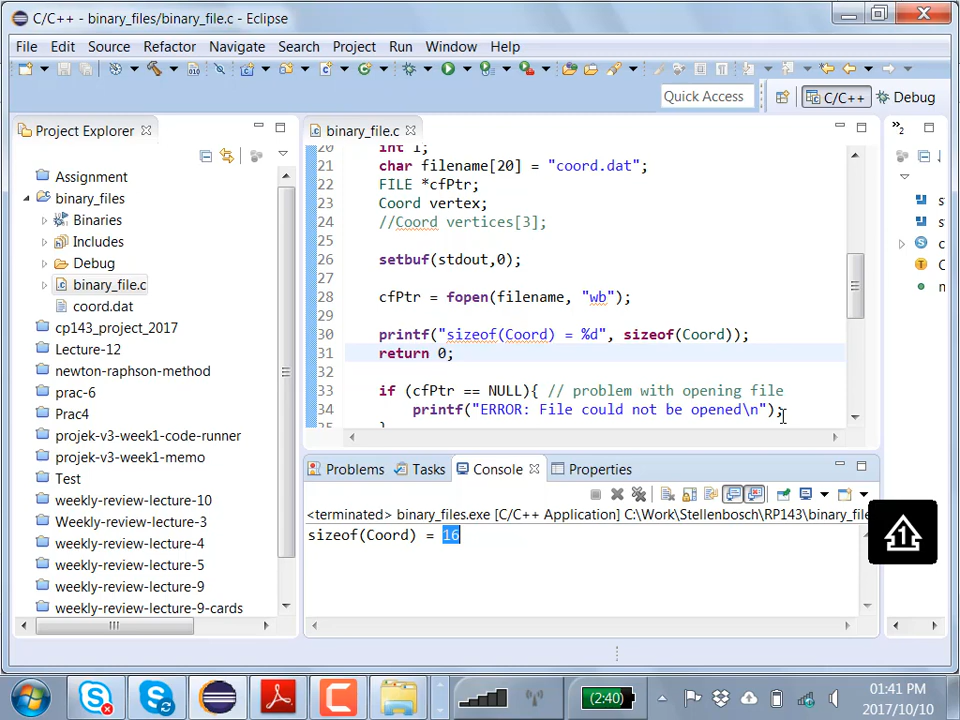 C/C++ - binary_files/binary_file.c - Eclipse
File Edit Source Refactor Navigate Search Project Run Window Help
Quick Access
C/C++
Debug
Project Explorer
Assignment
binary_files
Binaries
Includes
Debug
binary_file.c
coord.dat
cp143_project_2017
Lecture-12
newton-raphson-method
prac-6
Prac4
projek-v3-week1-code-runner
projek-v3-week1-memo
Test
weekly-review-lecture-10
Weekly-review-Lecture-3
weekly-review-lecture-4
weekly-review-lecture-5
weekly-review-lecture-9
weekly-review-lecture-9-cards
binary_file.c
20 int i;
21 char filename[20] = "coord.dat";
22 FILE *cfPtr;
23 Coord vertex;
24 //Coord vertices[3];
25
26 setbuf(stdout,0);
27
28 cfPtr = fopen(filename, "wb");
29
30 printf("sizeof(Coord) = %d", sizeof(Coord));
31 return 0;
32
33 if (cfPtr == NULL){ // problem with opening file
34 printf("ERROR: File could not be opened\n");
}
2
Problems Tasks Console Properties
<terminated> binary_files.exe [C/C++ Application] C:\Work\Stellenbosch\RP143\binary_file
sizeof(Coord) = 16
1
(2:40)
01:41 PM
2017/10/10